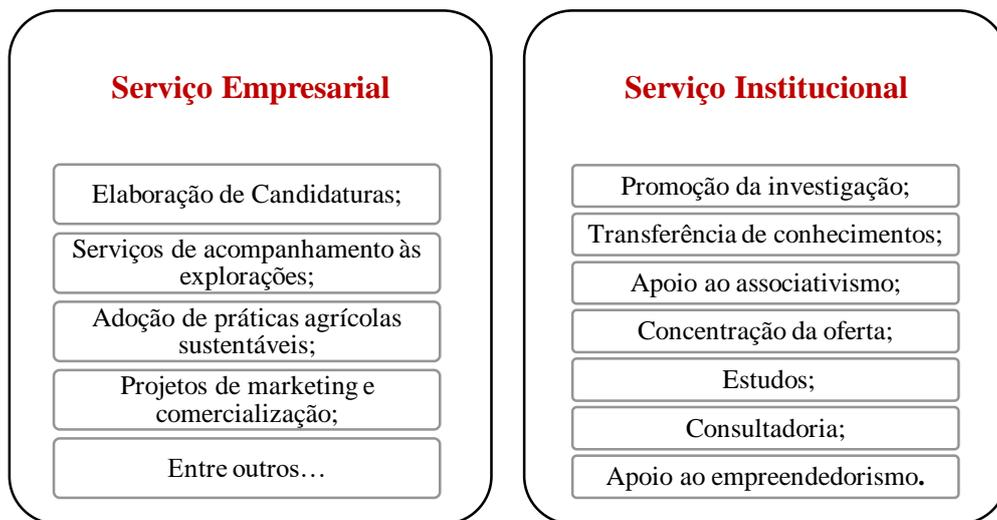 Serviço Empresarial
Elaboração de Candidaturas;
Serviços de acompanhamento às
explorações;
Adoção de práticas agrícolas
sustentáveis;
Projetos de marketing e
comercialização;
Entre outros…
Serviço Institucional
Promoção da investigação;
Transferência de conhecimentos;
Apoio ao associativismo;
Concentração da oferta;
Estudos;
Consultadoria;
Apoio ao empreendedorismo.